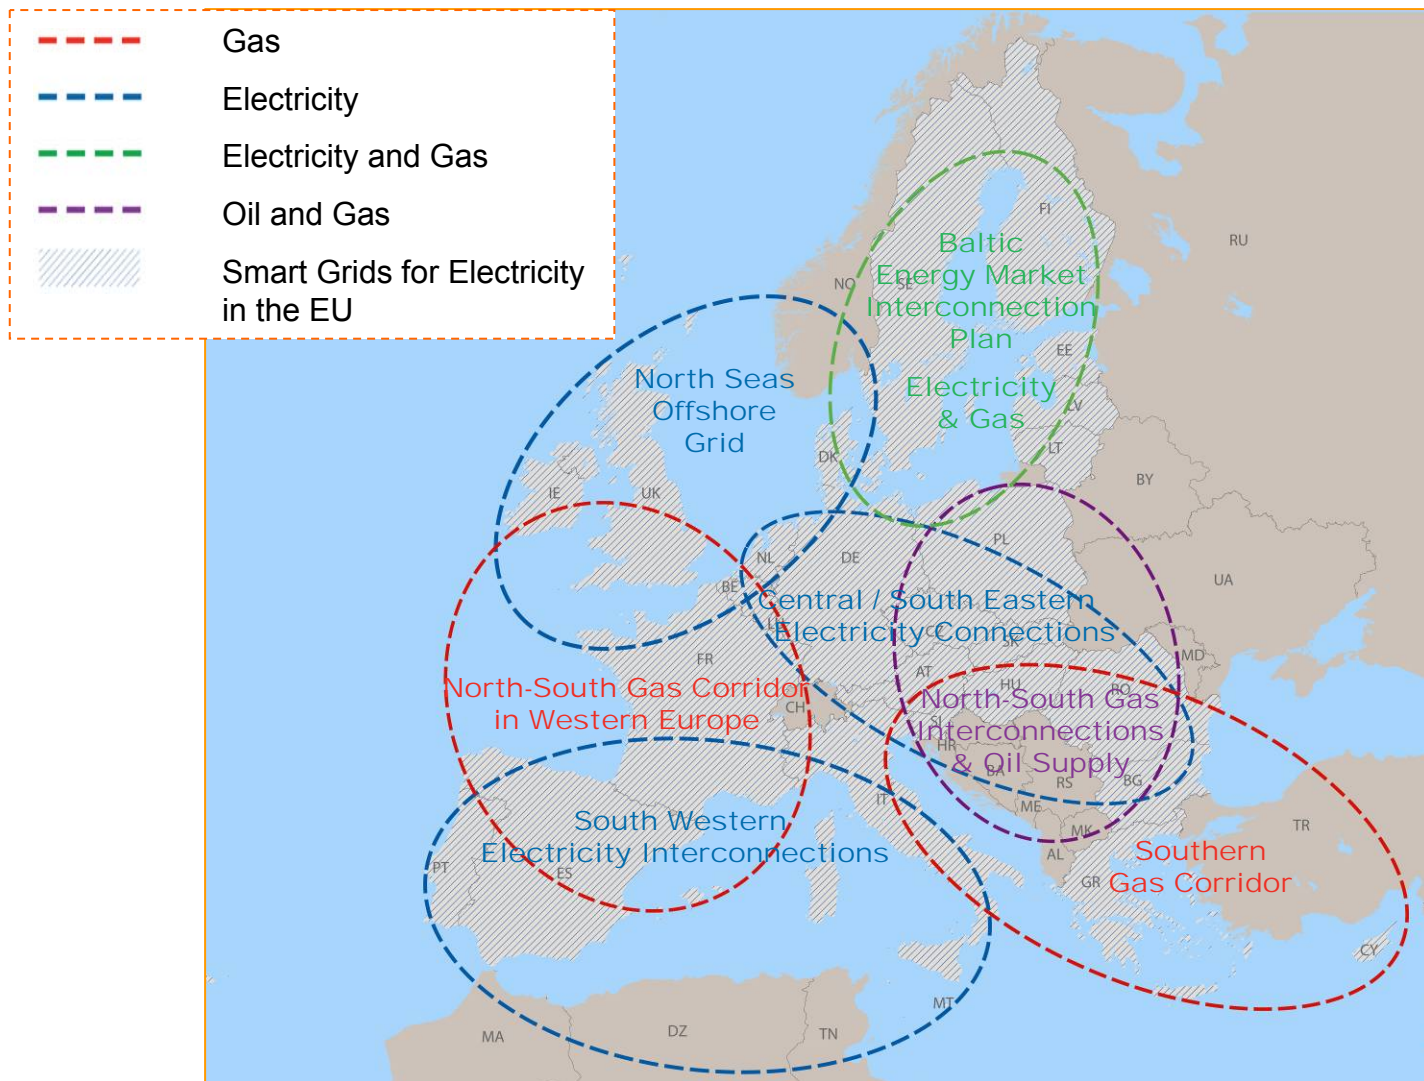 Gas
Electricity
Electricity and Gas
Oil and Gas
Smart Grids for Electricity
in the EU
FI
RU
Baltic
Energy Market
Interconnection
Plan
NO
SE
EE
Electricity
& Gas
LV
LT
North Seas
Offshore
Grid
DK
BY
IE
UK
PL
NL
DE
UA
BE
Central / South Eastern
Electricity Connections
CZ
SK
FR
AT
HU
MD
RO
North-South Gas Corridor
in Western Europe
CH
North-South Gas
Interconnections
& Oil Supply
SI
HR
BA
RS
BG
ME
IT
MK
TR
South Western
Electricity Interconnections
AL
Southern
Gas Corridor
PT
ES
GR
CY
MT
MA
DZ
TN